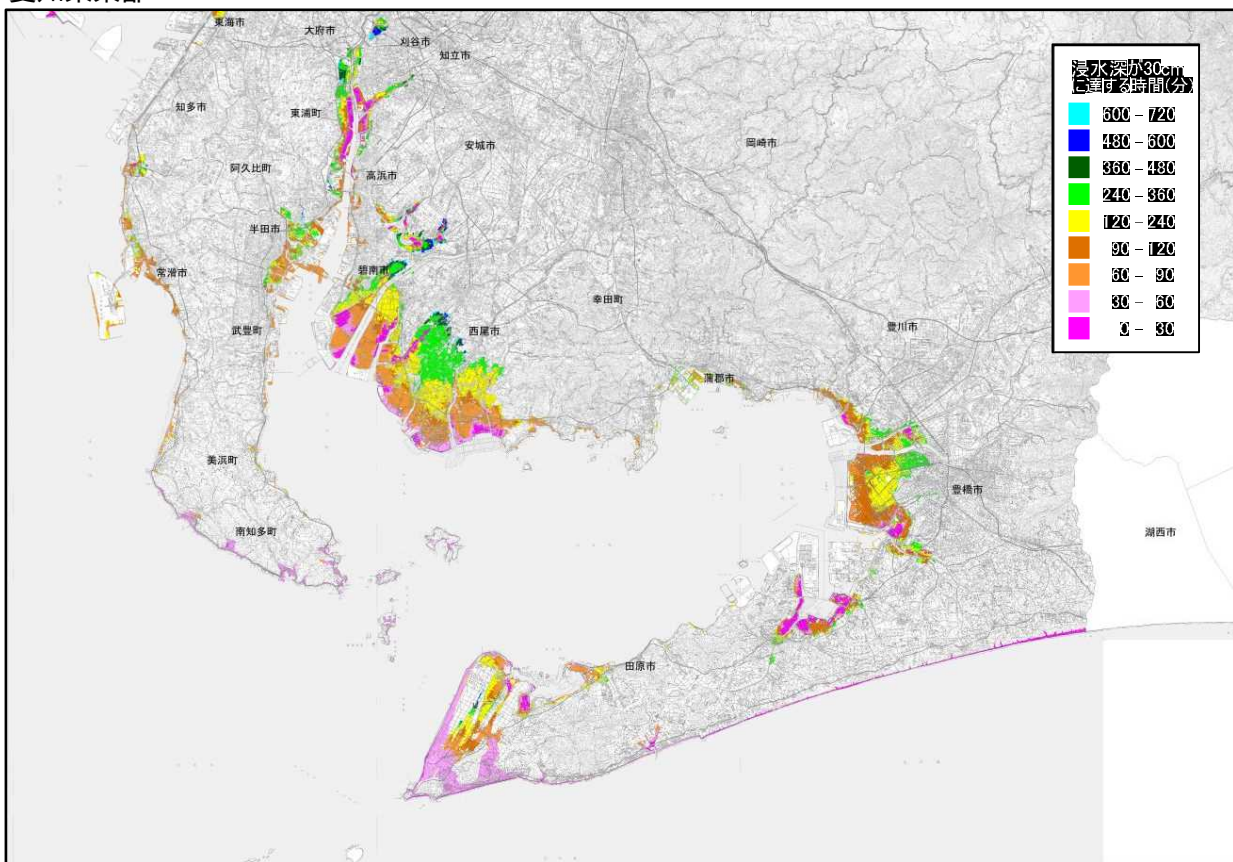 東海市
大府市
刈谷市
知立市
知多市
東浦町
安城市
岡崎市
阿久比町
高浜市
半田市
常滑市
碧南市
幸田町
武豊町
西尾市
豊川市
蒲郡市
美浜町
豊橋市
南知多町
湖西市
田原市
浸水深が30cm
に達する時間(分)
600 - 720
480 - 600
360 - 480
240 - 360
120 - 240
90 - 120
60 - 90
30 - 60
0 - 30